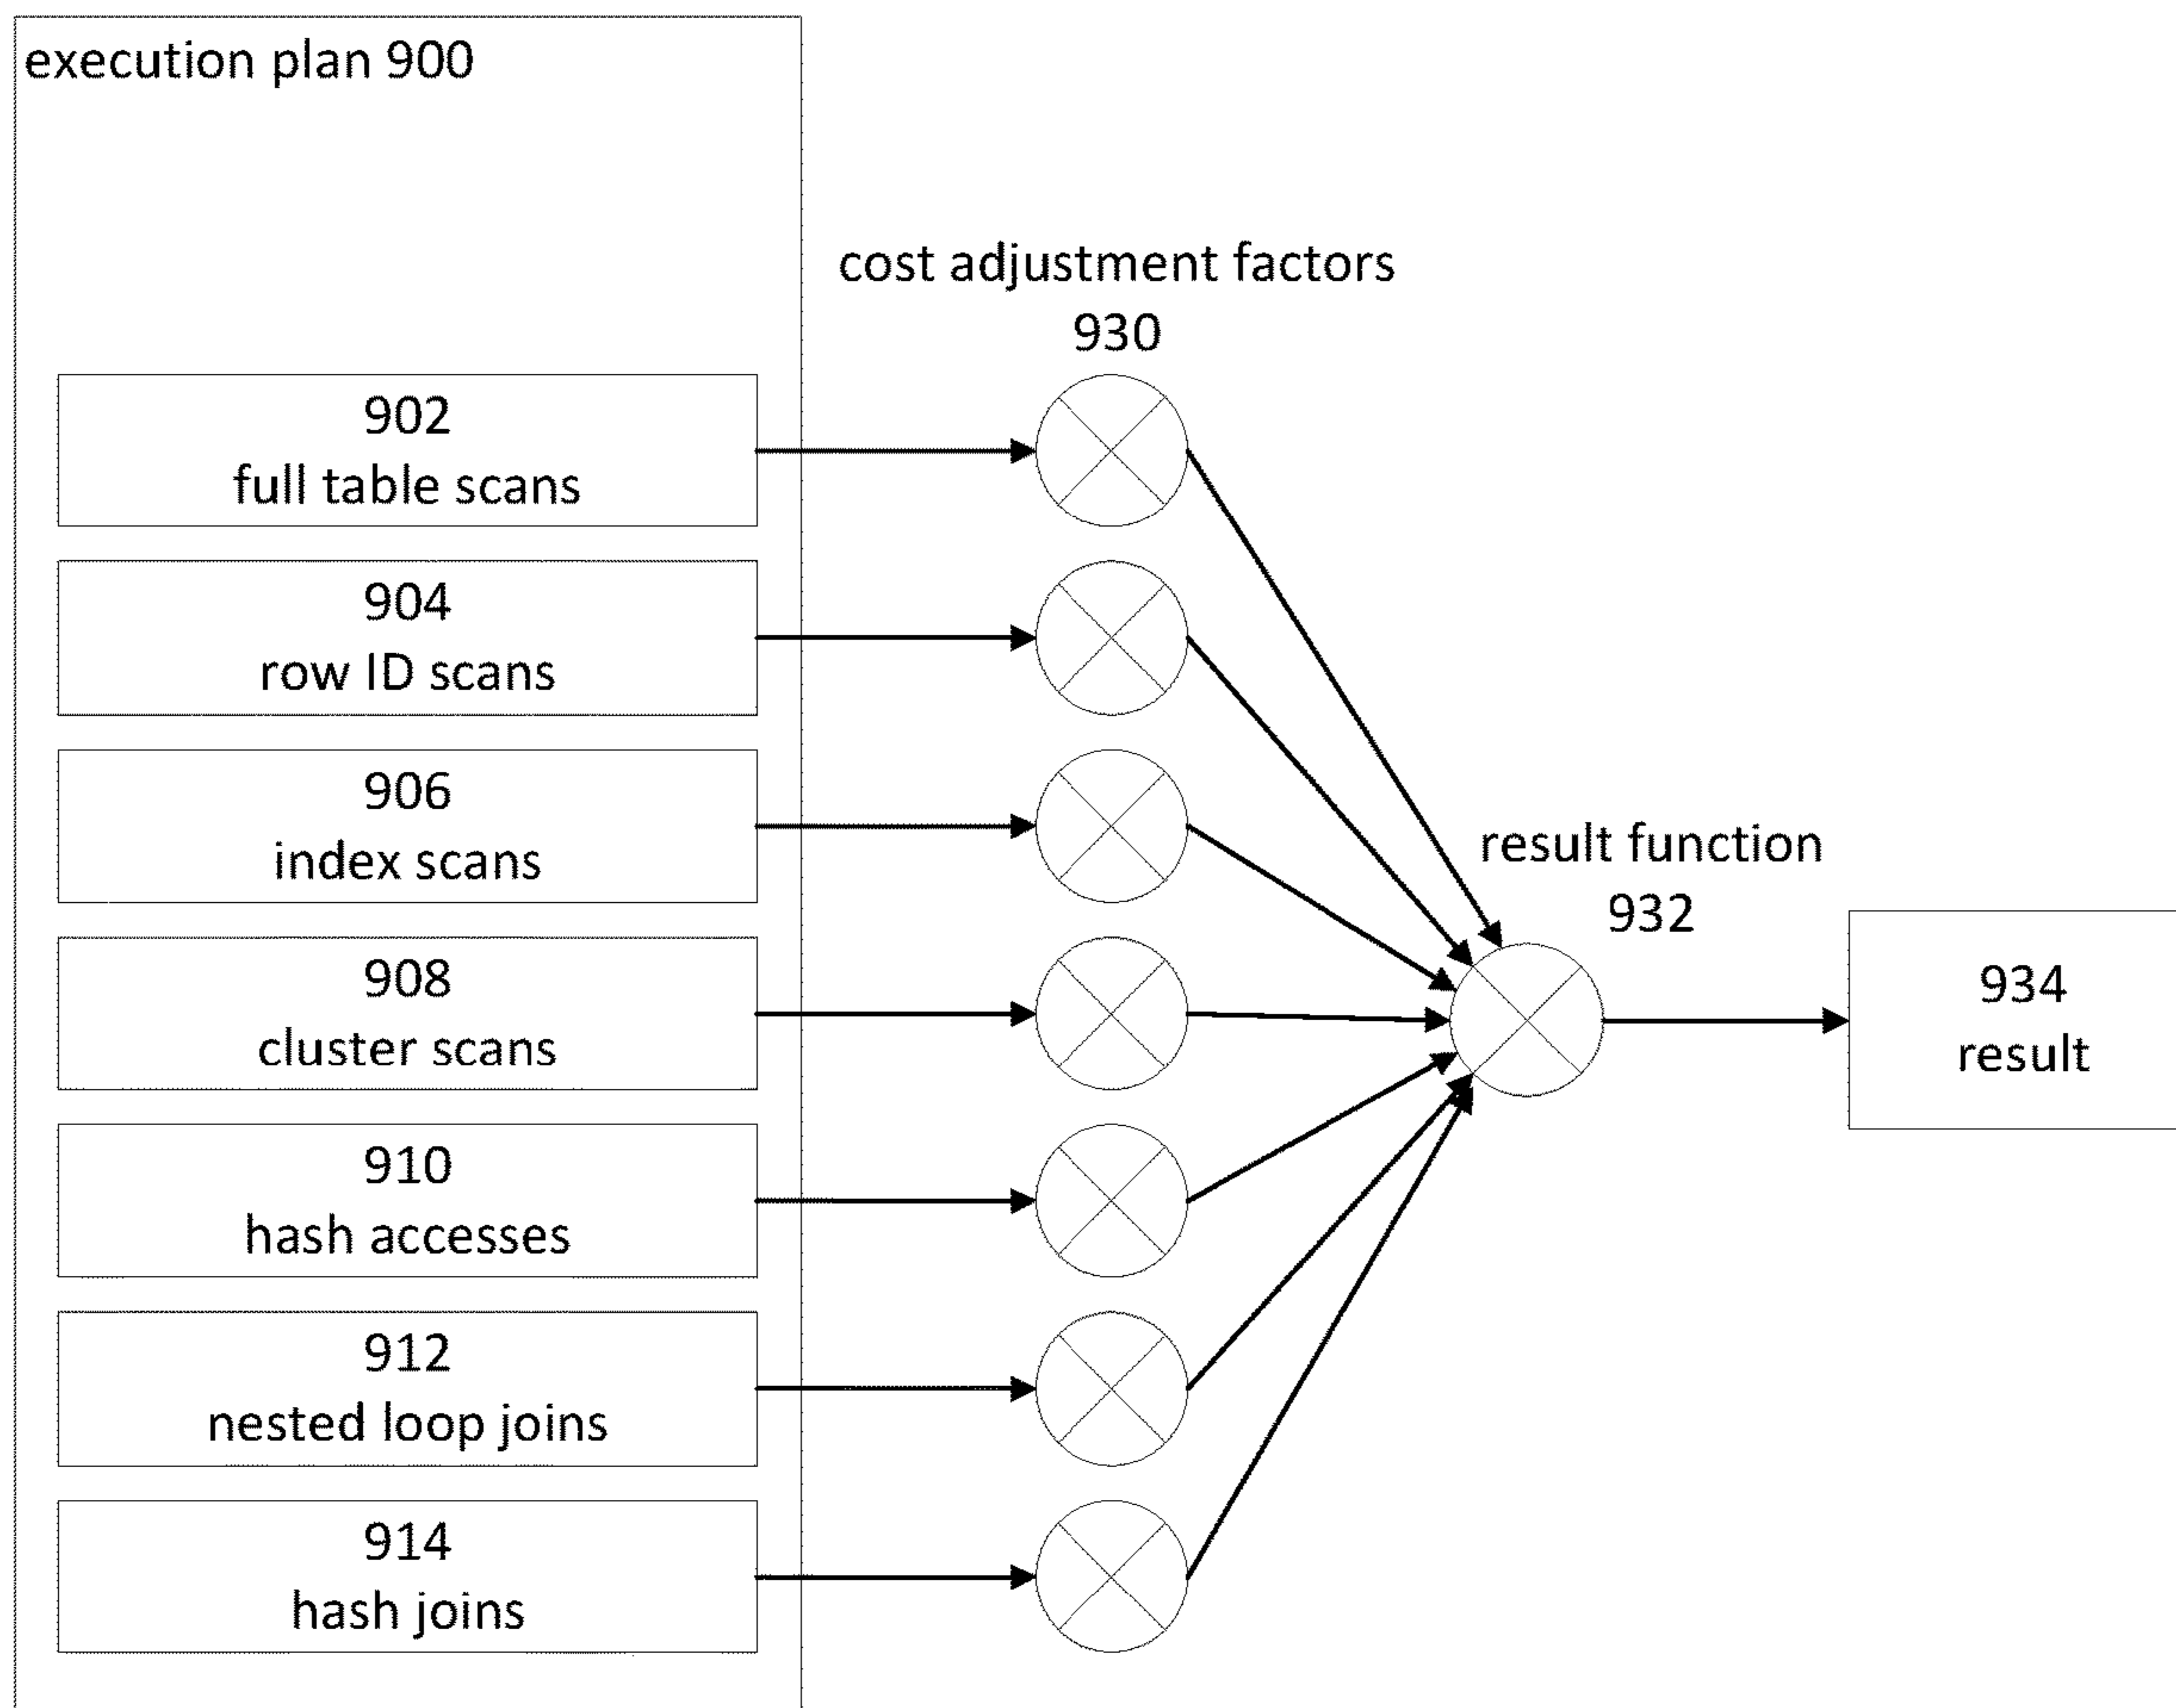 execution plan 900
cost adjustment factors
930
902
full table scans
904
row ID scans
906
index scans
result function
932
908
cluster scans
934
result
910
hash accesses
912
nested loop joins
914
hash joins